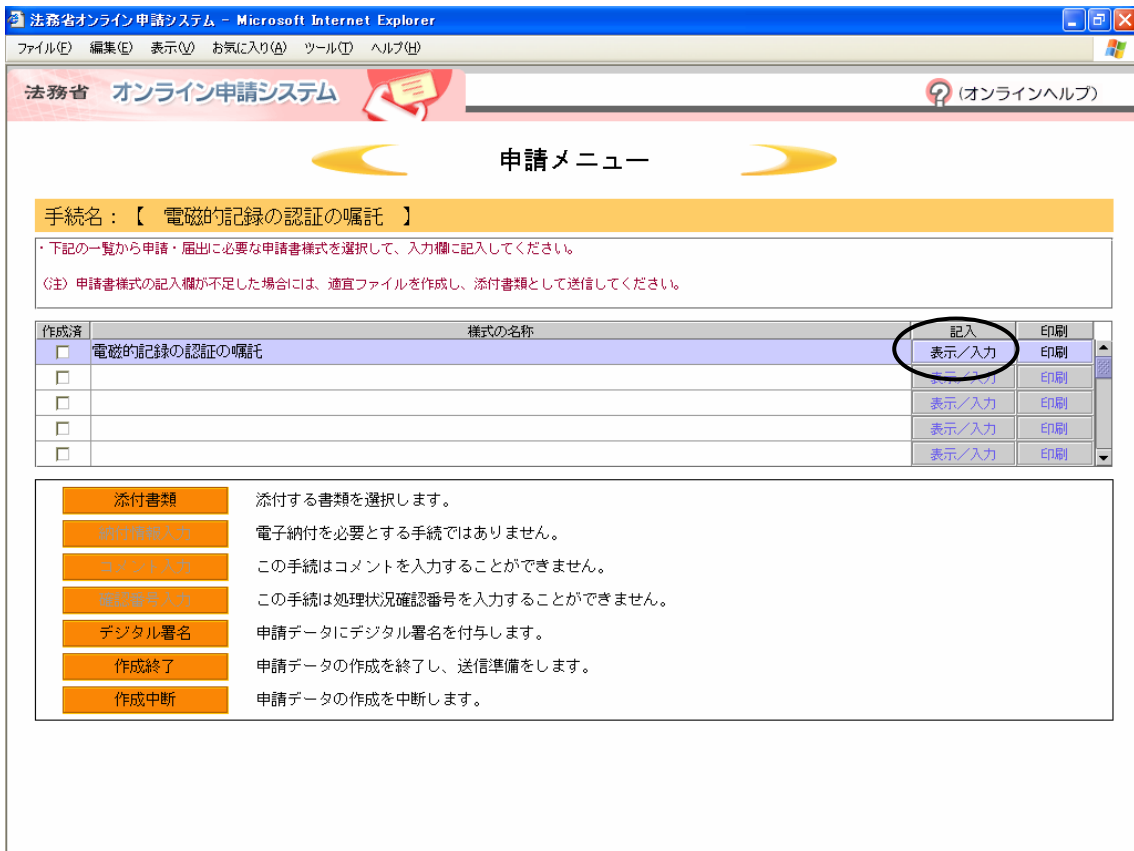 法務省オンライン申請システム - Microsoft Internet Explorer
ファイル(F) 編集(E) 表示(V) お気に入り(A) ツール(T) ヘルプ(H)
法務省 オンライン申請システム (オンラインヘルプ)
申請メニュー
手続名:【 電磁的記録の認証の嘱託 】
・下記の一覧から申請・届出に必要な申請書様式を選択して、入力欄に記入してください。
(注) 申請書様式の記入欄が不足した場合には、適宜ファイルを作成し、添付書類として送信してください。
作成済 様式の名称 記入 印刷
電磁的記録の認証の嘱託 表示/入力 印刷
表示/入力 印刷
表示/入力 印刷
表示/入力 印刷
表示/入力 印刷
添付書類 添付する書類を選択します。
納付情報入力 電子納付を必要とする手続ではありません。
コメント入力 この手続はコメントを入力することができません。
確認番号入力 この手続は処理状況確認番号を入力することができません。
デジタル署名 申請データにデジタル署名を付与します。
作成終了 申請データの作成を終了し、送信準備をします。
作成中断 申請データの作成を中断します。